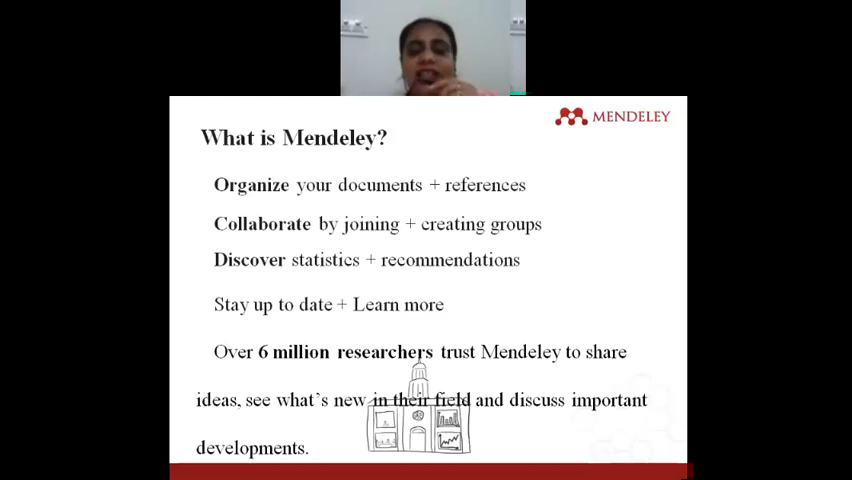 MENDELEY
What is Mendeley?
Organize your documents + references
Collaborate by joining + creating groups
Discover statistics + recommendations
Stay up to date + Learn more
Over 6 million researchers trust Mendeley to share
ideas, see what's new in their field and discuss important
developments.